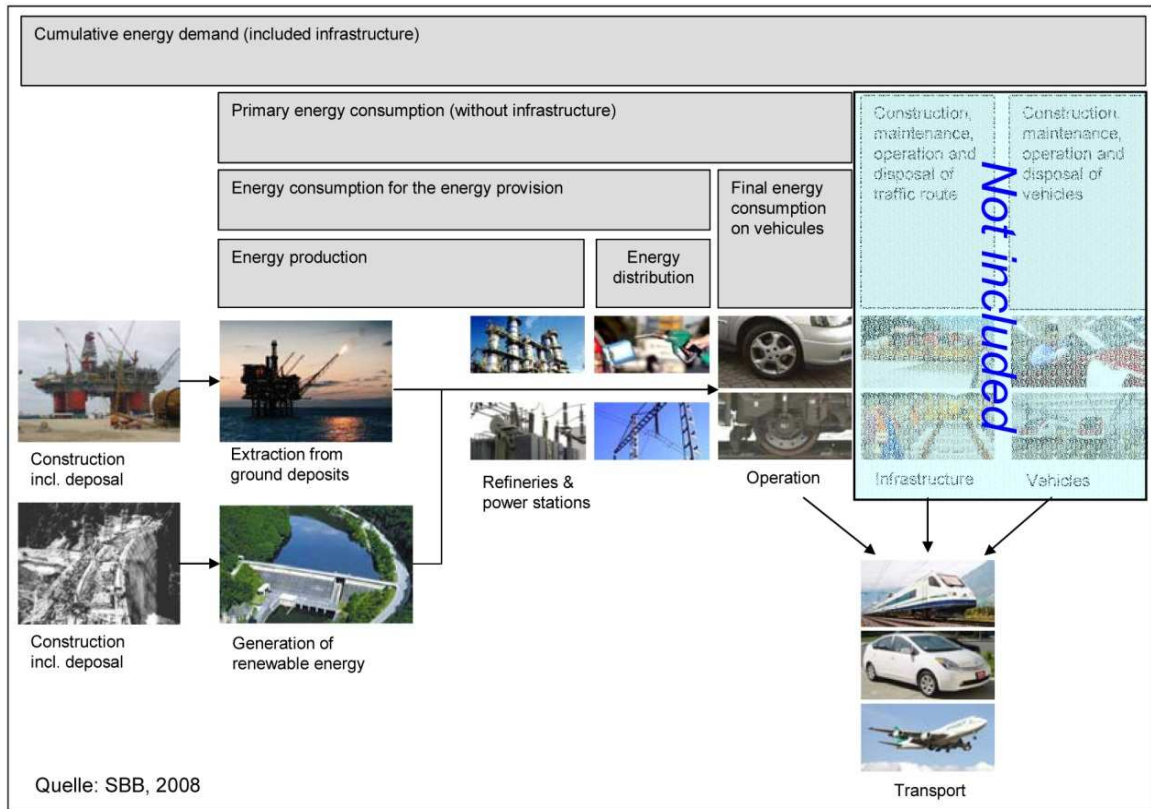 Cumulative energy demand (included infrastructure)
Primary energy consumption (without infrastructure)
Construction,
maintenance,
operation and
disposal of
traffic route
Construction,
maintenance,
operation and
disposal of
vehicles
Not included
Energy consumption for the energy provision
Final energy
consumption
on vehicules
Energy production
Energy
distribution
Construction
incl. deposal
Extraction from
ground deposits
Refineries &
power stations
Operation
Infrastructure
Vehicles
Construction
incl. deposal
Generation of
renewable energy
Transport
Quelle: SBB, 2008